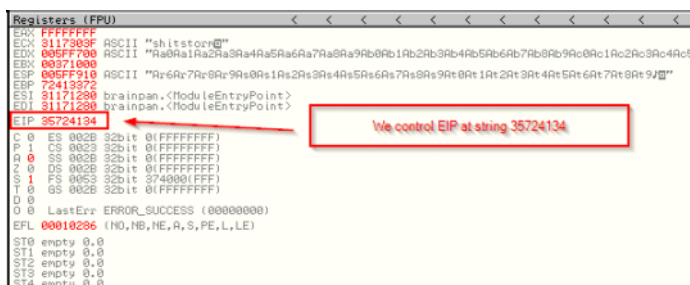 Registers (FPU) < < < < < < < < < < < <
EAX FFFFFFFF
ECX 3117303F ASCII "shitstorm
EDX 005FF700 ASCII "Aa0Aa1Aa2Aa3Aa4Aa5Aa6Aa7Aa8Aa9Ab0Ab1Ab2Ab3Ab4Ab5Ab6Ab7Ab8Ab9Ac0Ac1Ac2Ac3Ac4Ac5
EBX 00371000
ESP 005FF910 ASCII "Ar6Ar7Ar8Ar9As0As1As2As3As4As5As6As7As8As9At0At1At2At3At4At5At6At7At8At9
EBP 72413372
ESI 31171280 brainpan.<ModuleEntryPoint>
EDI 31171280 brainpan.<ModuleEntryPoint>
EIP 35724134
We control EIP at string 35724134
C 0 ES 002B 32bit 0(FFFFFFFF)
P 1 CS 0023 32bit 0(FFFFFFFF)
A 0 SS 002B 32bit 0(FFFFFFFF)
Z 0 DS 002B 32bit 0(FFFFFFFF)
S 1 FS 0053 32bit 374000(FFF)
T 0 GS 002B 32bit 0(FFFFFFFF)
D 0
O 0 LastErr ERROR_SUCCESS (00000000)
EFL 00010286 (NO,NB,NE,A,S,PE,L,LE)
ST0 empty 0.0
ST1 empty 0.0
ST2 empty 0.0
ST3 empty 0.0
ST4 empty 0.0